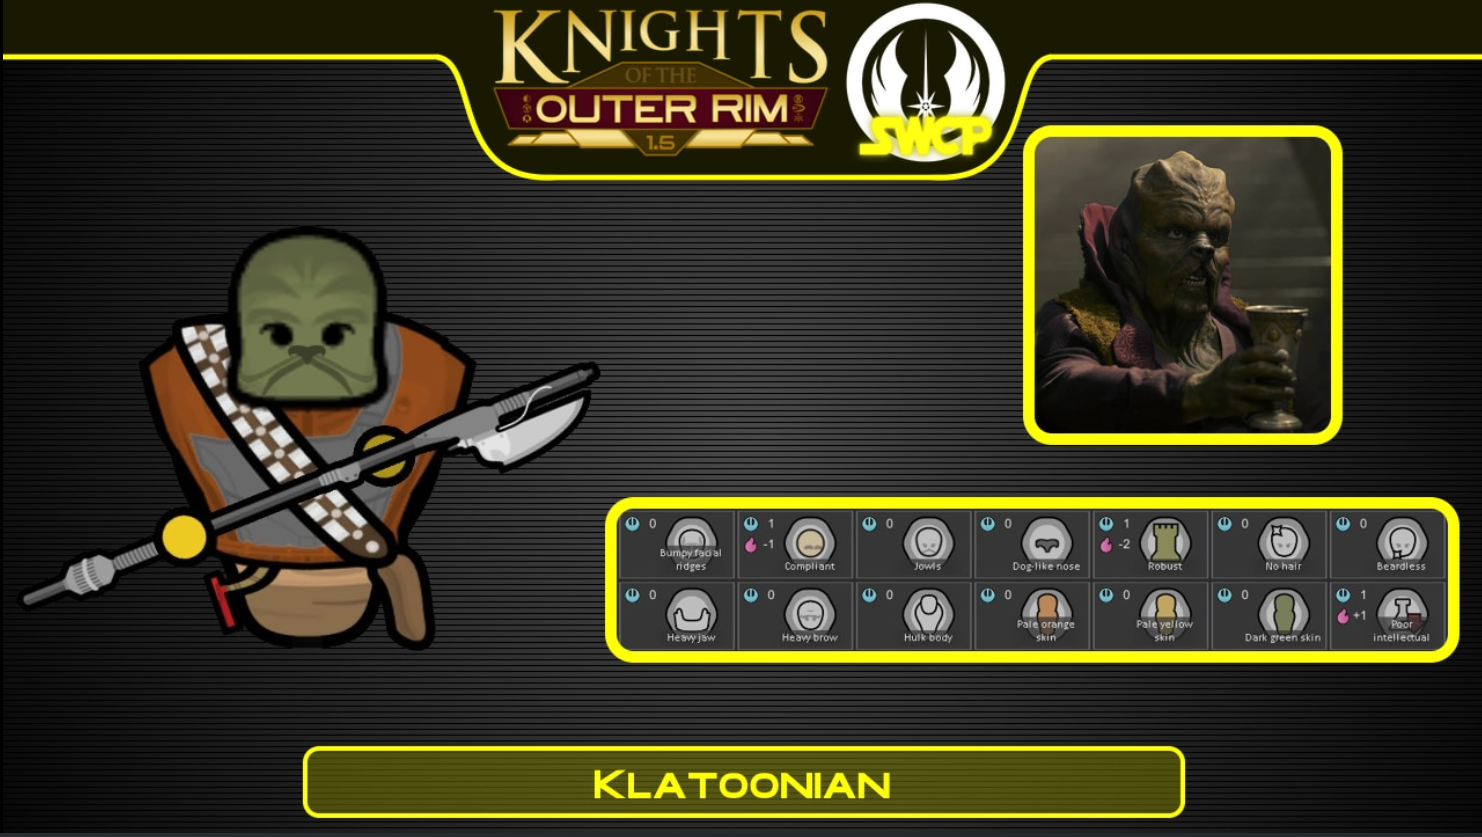 KNIGHTS
OF THE
OUTER RIM
1.5
SWCP
0
Bumpy facial
ridges
1
-1
Compliant
0
Jowls
0
Dog-like nose
1
-2
Robust
0
No hair
0
Beardless
0
Heavy jaw
0
Heavy brow
0
Hulk body
0
Pale orange
skin
0
Pale yellow
skin
0
Dark green skin
1
+1
Poor
intellectual
KLATOONIAN